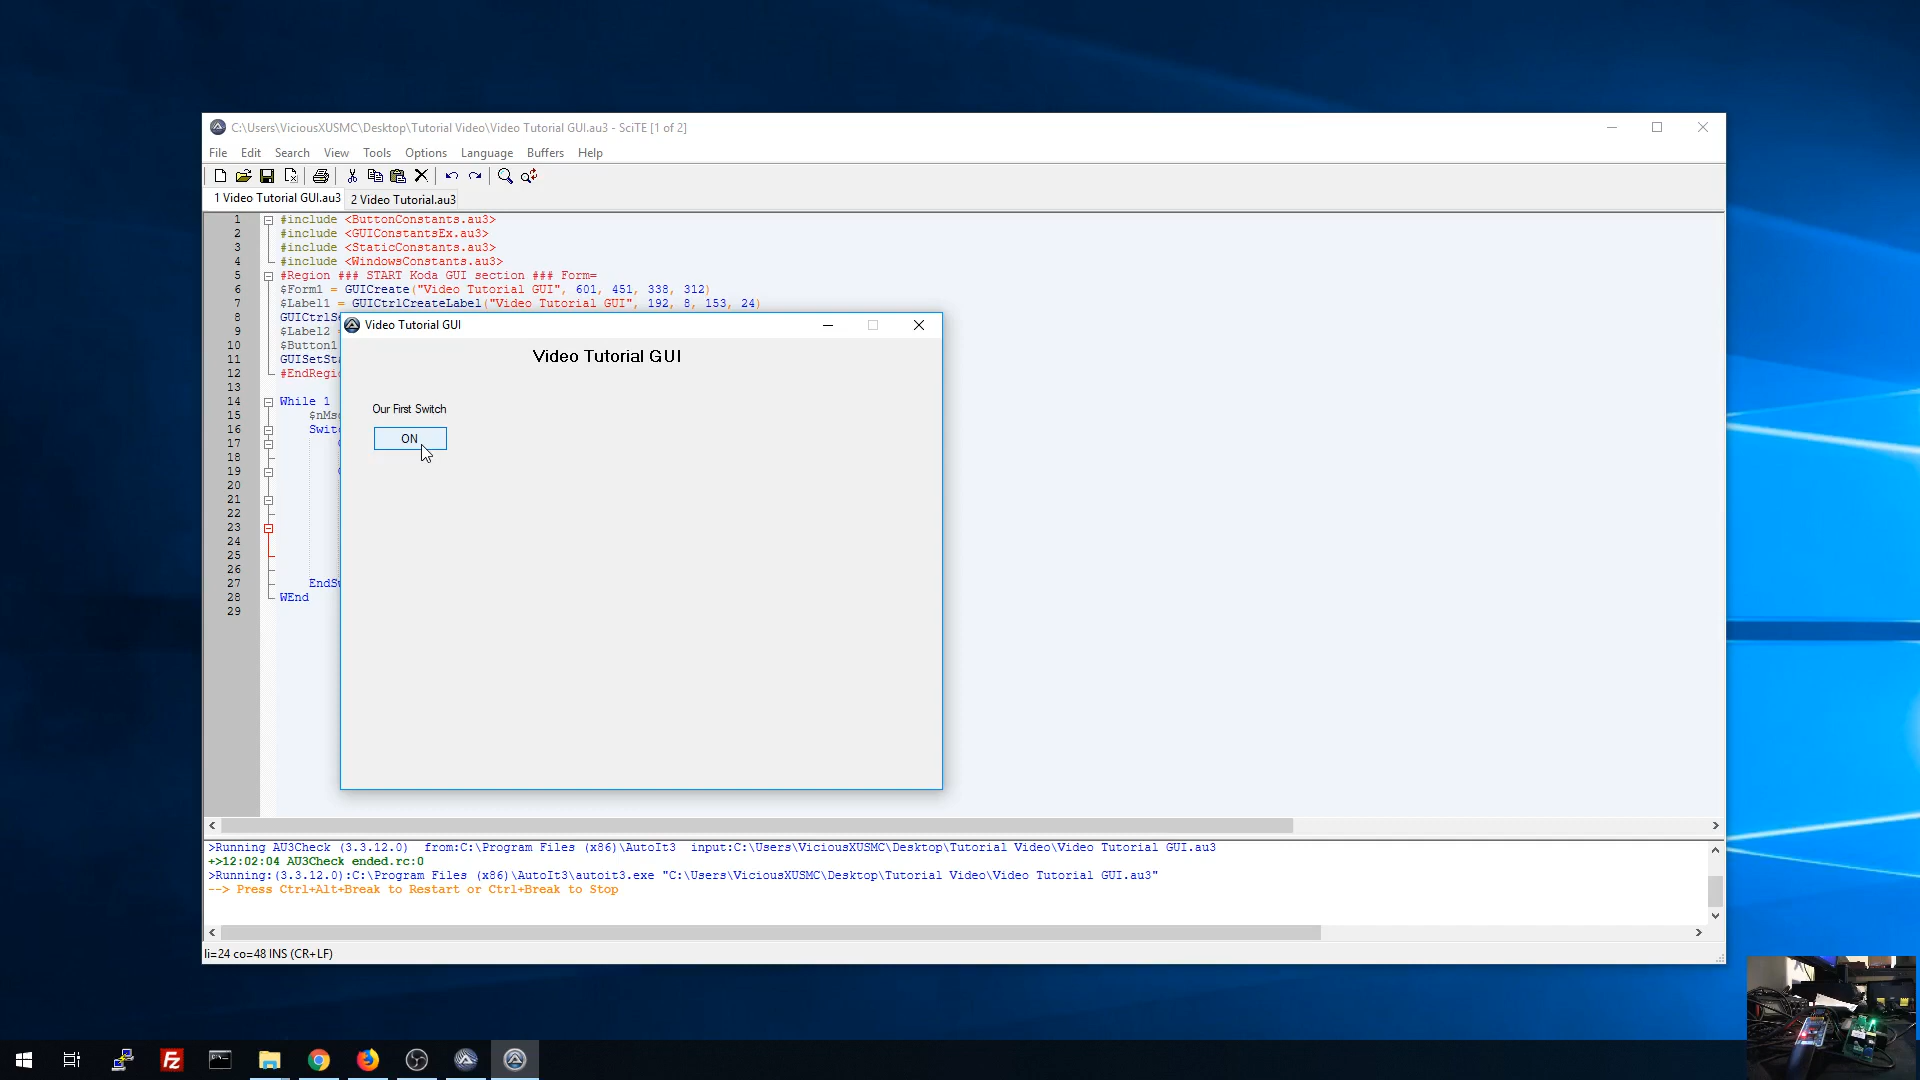 C:\Users\ViciousXUSMC\Desktop\Tutorial Video\Video Tutorial GUI.au3 - SciTE [1 of 2]
File Edit Search View Tools Options Language Buffers Help
1 Video Tutorial GUI.au3 2 Video Tutorial.au3
1 #include <ButtonConstants.au3>
2 #include <GUIConstantsEx.au3>
3 #include <StaticConstants.au3>
4 #include <WindowsConstants.au3>
5 #Region ### START Koda GUI section ### Form=
6 $Form1 = GUICreate("Video Tutorial GUI", 601, 451, 338, 312)
7 $Label1 = GUICtrlCreateLabel("Video Tutorial GUI", 192, 8, 153, 24)
8 GUICtrlSe
9 $Label2 =
10 $Button1
11 GUISetSta
12 #EndRegio
13
14 While 1
15 $nMsg
16 Switc
17
18
19
20
21
22
23
24
25
26
27 EndSw
28 WEnd
29
Video Tutorial GUI
Video Tutorial GUI
Our First Switch
ON
>Running AU3Check (3.3.12.0) from:C:\Program Files (x86)\AutoIt3 input:C:\Users\ViciousXUSMC\Desktop\Tutorial Video\Video Tutorial GUI.au3
+>12:02:04 AU3Check ended.rc:0
>Running:(3.3.12.0):C:\Program Files (x86)\AutoIt3\autoit3.exe "C:\Users\ViciousXUSMC\Desktop\Tutorial Video\Video Tutorial GUI.au3"
--> Press Ctrl+Alt+Break to Restart or Ctrl+Break to Stop
li=24 co=48 INS (CR+LF)
Fz